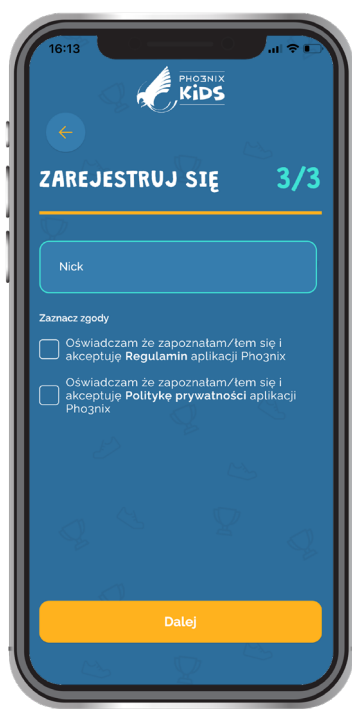 16:13
PHO3NIX
KiDS
ZAREJESTRUJ SIĘ 3/3
Nick
Zaznacz zgody
Oświadczam że zapoznałam/łem się i
akceptuję Regulamin aplikacji Pho3nix
Oświadczam że zapoznałam/łem się i
akceptuję Politykę prywatności aplikacji
Pho3nix
Dalej